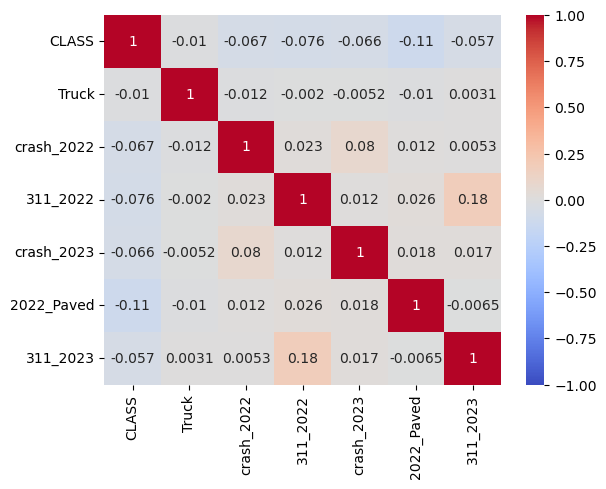 CLASS 1 -0.01 -0.067 -0.076 -0.066 -0.11 -0.057
Truck -0.01 1 -0.012 -0.002 -0.0052 -0.01 0.0031
crash_2022 -0.067 -0.012 1 0.023 0.08 0.012 0.0053
311_2022 -0.076 -0.002 0.023 1 0.012 0.026 0.18
crash_2023 -0.066 -0.0052 0.08 0.012 1 0.018 0.017
2022_Paved -0.11 -0.01 0.012 0.026 0.018 1 -0.0065
311_2023 -0.057 0.0031 0.0053 0.18 0.017 -0.0065 1
CLASS
Truck
crash_2022
311_2022
crash_2023
2022_Paved
311_2023
1.00
0.75
0.50
0.25
0.00
-0.25
-0.50
-0.75
-1.00